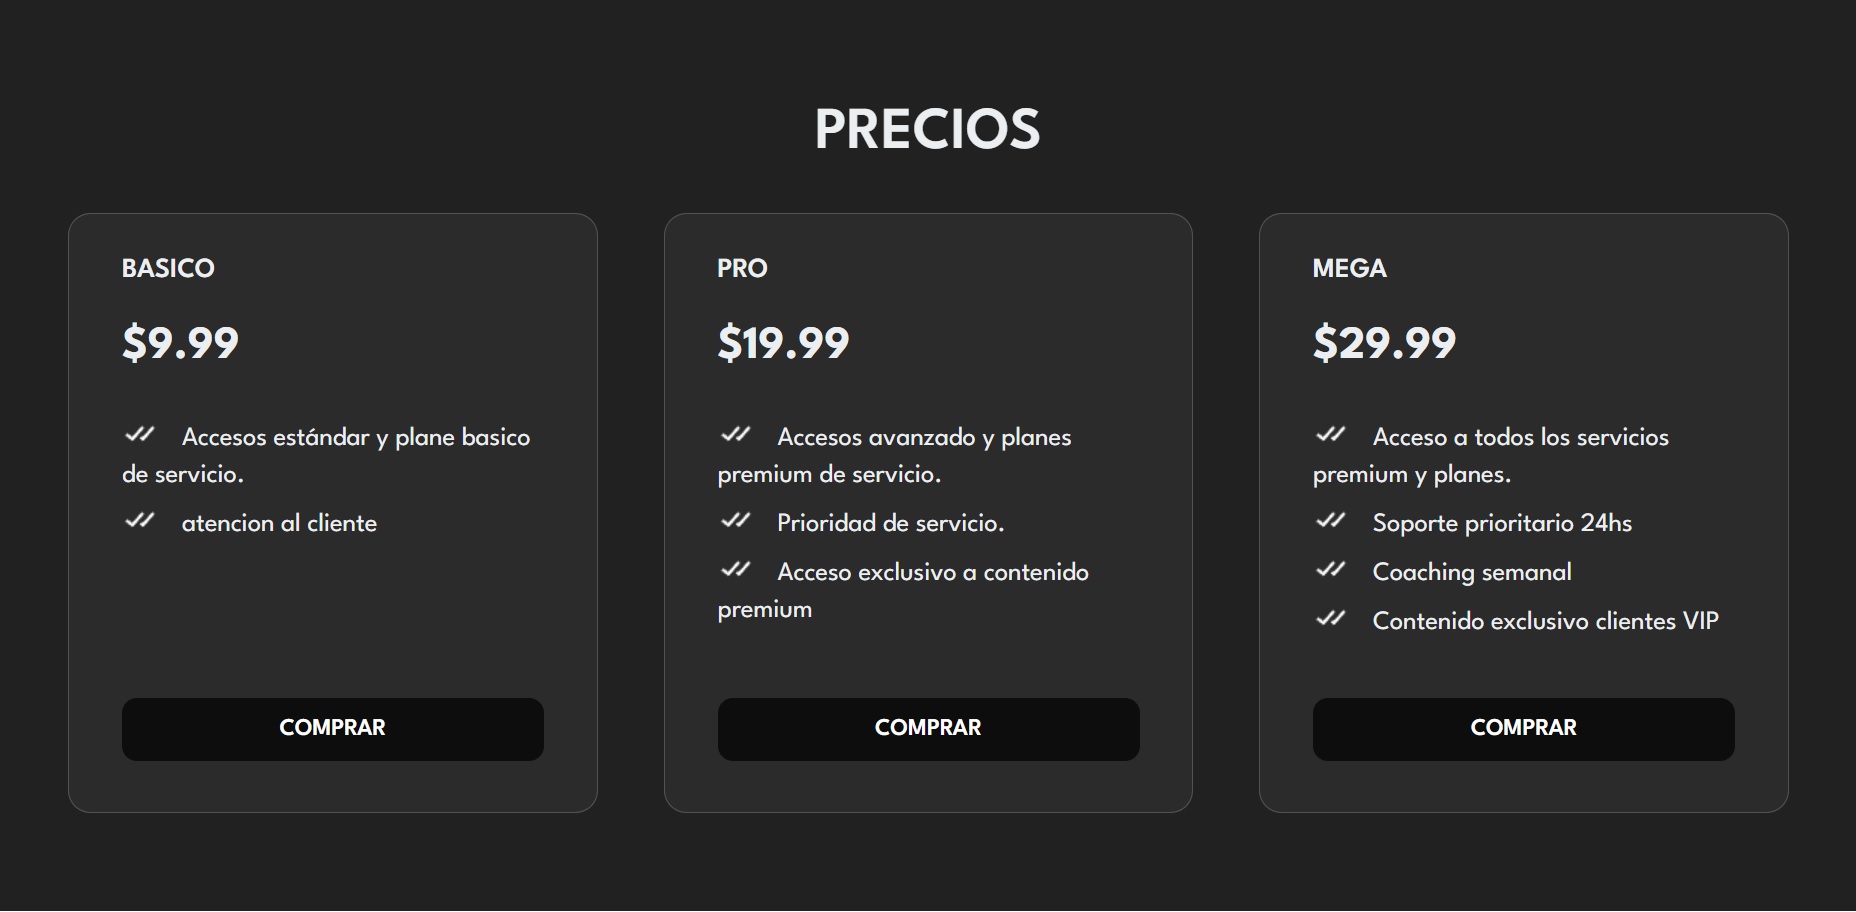 PRECIOS
BASICO
$9.99
Accesos estándar y plane basico
de servicio.
atencion al cliente
COMPRAR
PRO
$19.99
Accesos avanzado y planes
premium de servicio.
Prioridad de servicio.
Acceso exclusivo a contenido
premium
COMPRAR
MEGA
$29.99
Acceso a todos los servicios
premium y planes.
Soporte prioritario 24hs
Coaching semanal
Contenido exclusivo clientes VIP
COMPRAR